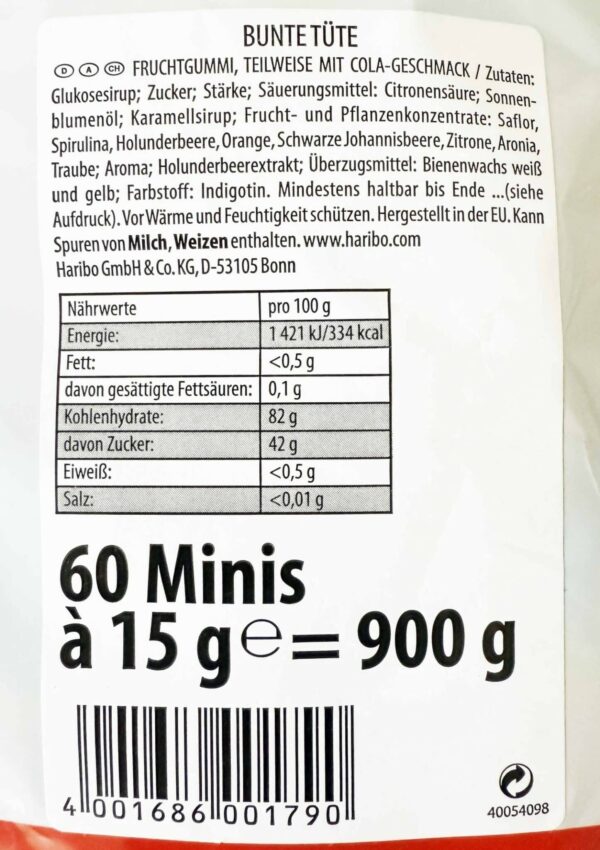 BUNTE TÜTE
D A CH FRUCHTGUMMI, TEILWEISE MIT COLA-GESCHMACK / Zutaten:
Glukosesirup; Zucker; Stärke; Säuerungsmittel: Citronensäure; Sonnen-
blumenöl; Karamellsirup; Frucht- und Pflanzenkonzentrate: Saflor,
Spirulina, Holunderbeere, Orange, Schwarze Johannisbeere, Zitrone, Aronia,
Traube; Aroma; Holunderbeerextrakt; Überzugsmittel: Bienenwachs weiß
und gelb; Farbstoff: Indigotin. Mindestens haltbar bis Ende ...(siehe
Aufdruck). Vor Wärme und Feuchtigkeit schützen. Hergestellt in der EU. Kann
Spuren von Milch, Weizen enthalten. www.haribo.com
Haribo GmbH & Co. KG, D-53105 Bonn
Nährwerte pro 100 g
Energie: 1 421 kJ/334 kcal
Fett: <0,5 g
davon gesättigte Fettsäuren: 0,1 g
Kohlenhydrate: 82 g
davon Zucker: 42 g
Eiweiß: <0,5 g
Salz: <0,01 g
60 Minis
à 15 g ℮ = 900 g
4 001686 001790
40054098